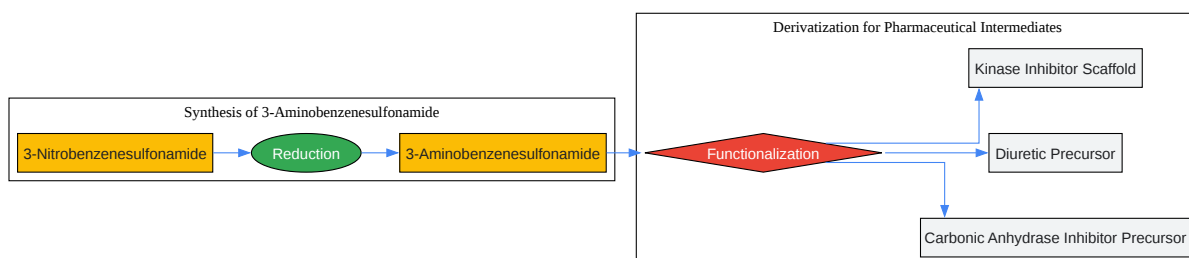 Synthesis of 3-Aminobenzenesulfonamide
3-Nitrobenzenesulfonamide
Reduction
3-Aminobenzenesulfonamide
Derivatization for Pharmaceutical Intermediates
Functionalization
Kinase Inhibitor Scaffold
Diuretic Precursor
Carbonic Anhydrase Inhibitor Precursor